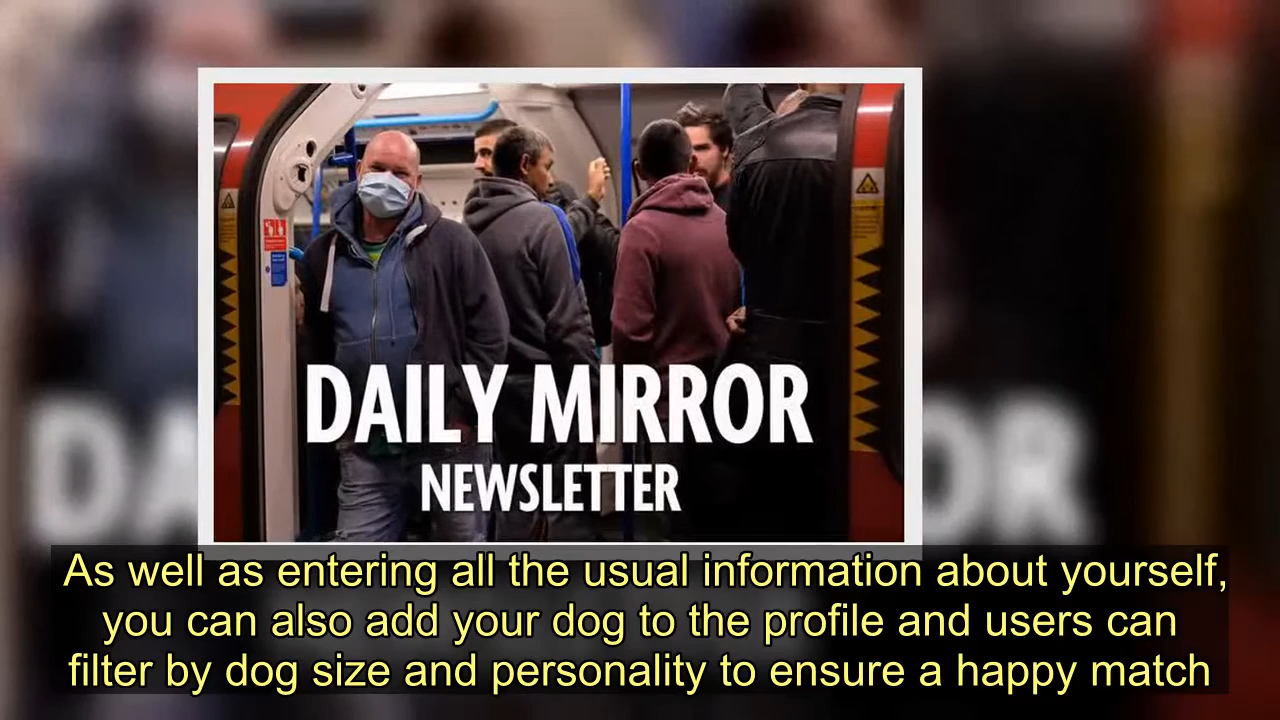 DAILY MIRROR
NEWSLETTER
As well as entering all the usual information about yourself,
you can also add your dog to the profile and users can
filter by dog size and personality to ensure a happy match